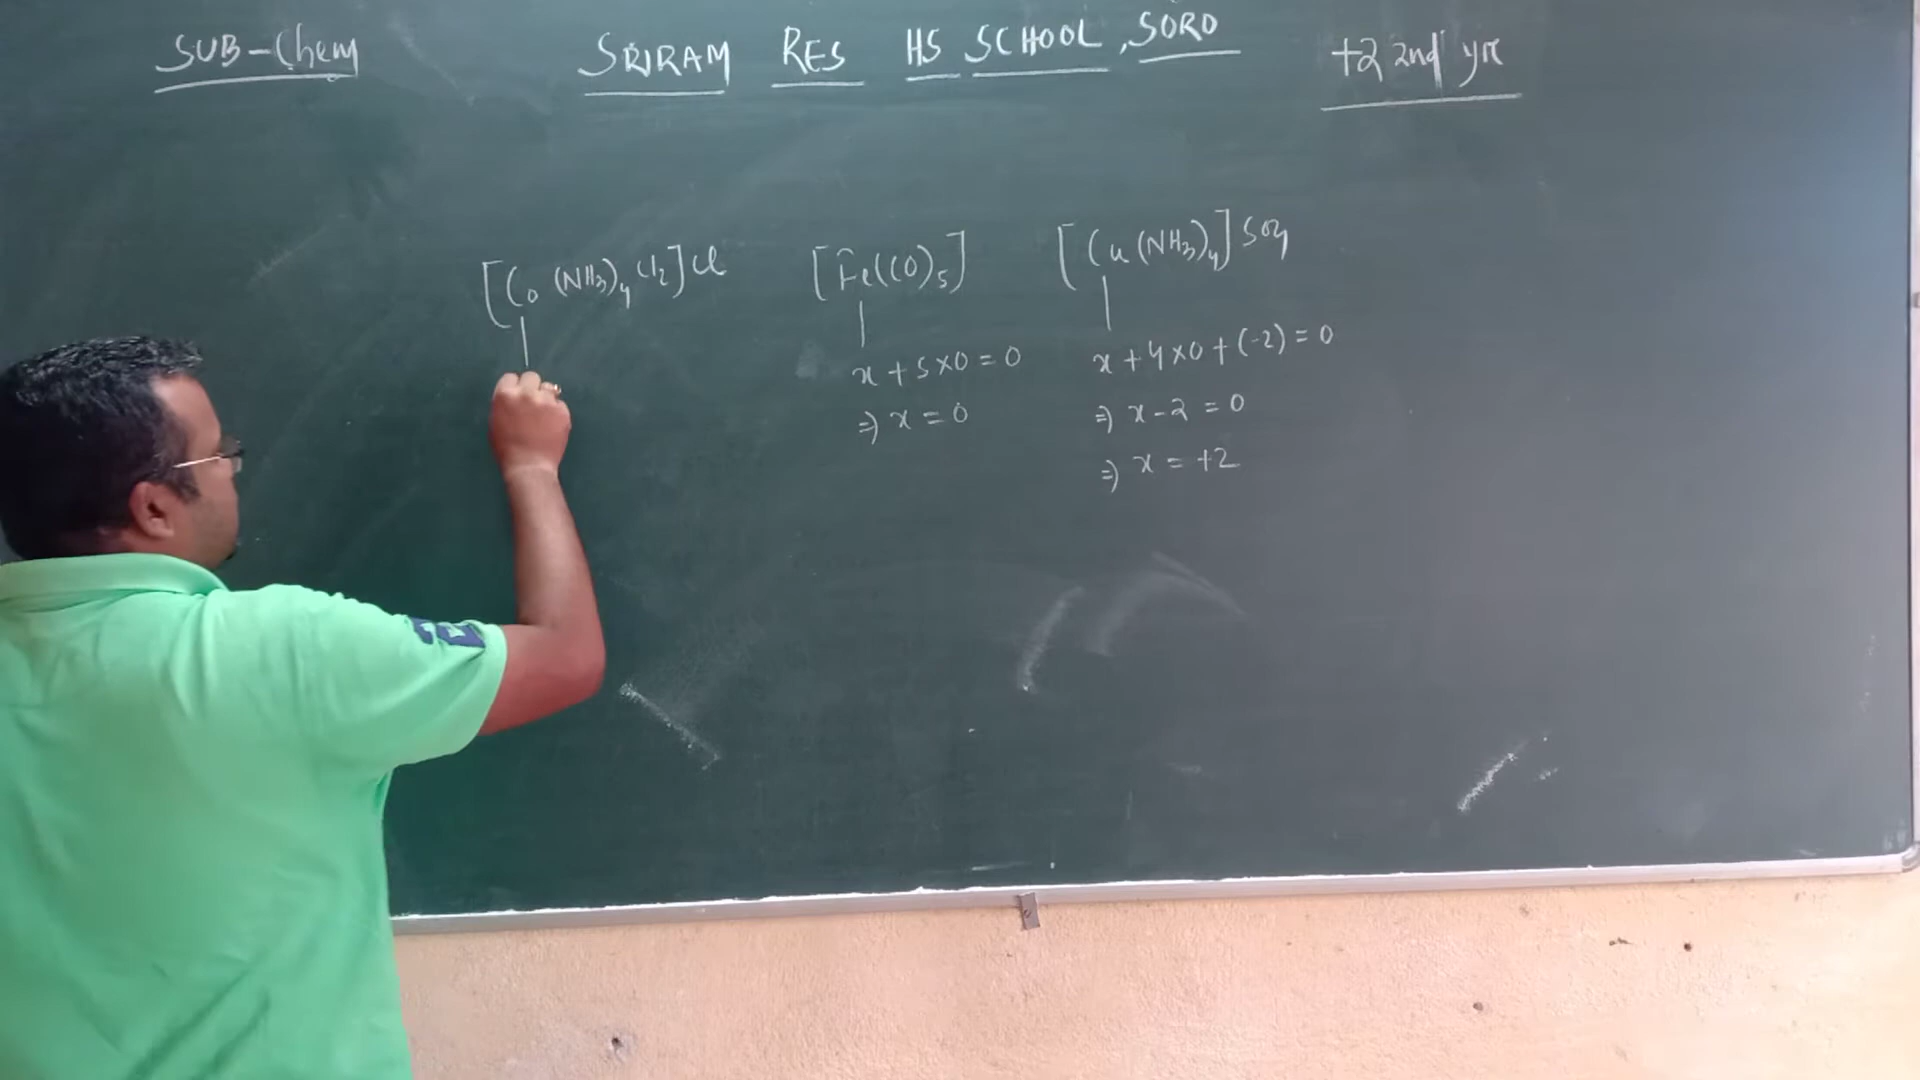 SUB-Chem SRIRAM RES HS SCHOOL, SORO +2 2nd yr
[Co(NH₃)₄Cl₂]Cl [Fe(CO)₅] [Cu(NH₃)₄]SO₄
x + 5×0 = 0 x + 4×0 + (-2) = 0
⇒ x = 0 ⇒ x - 2 = 0
⇒ x = +2